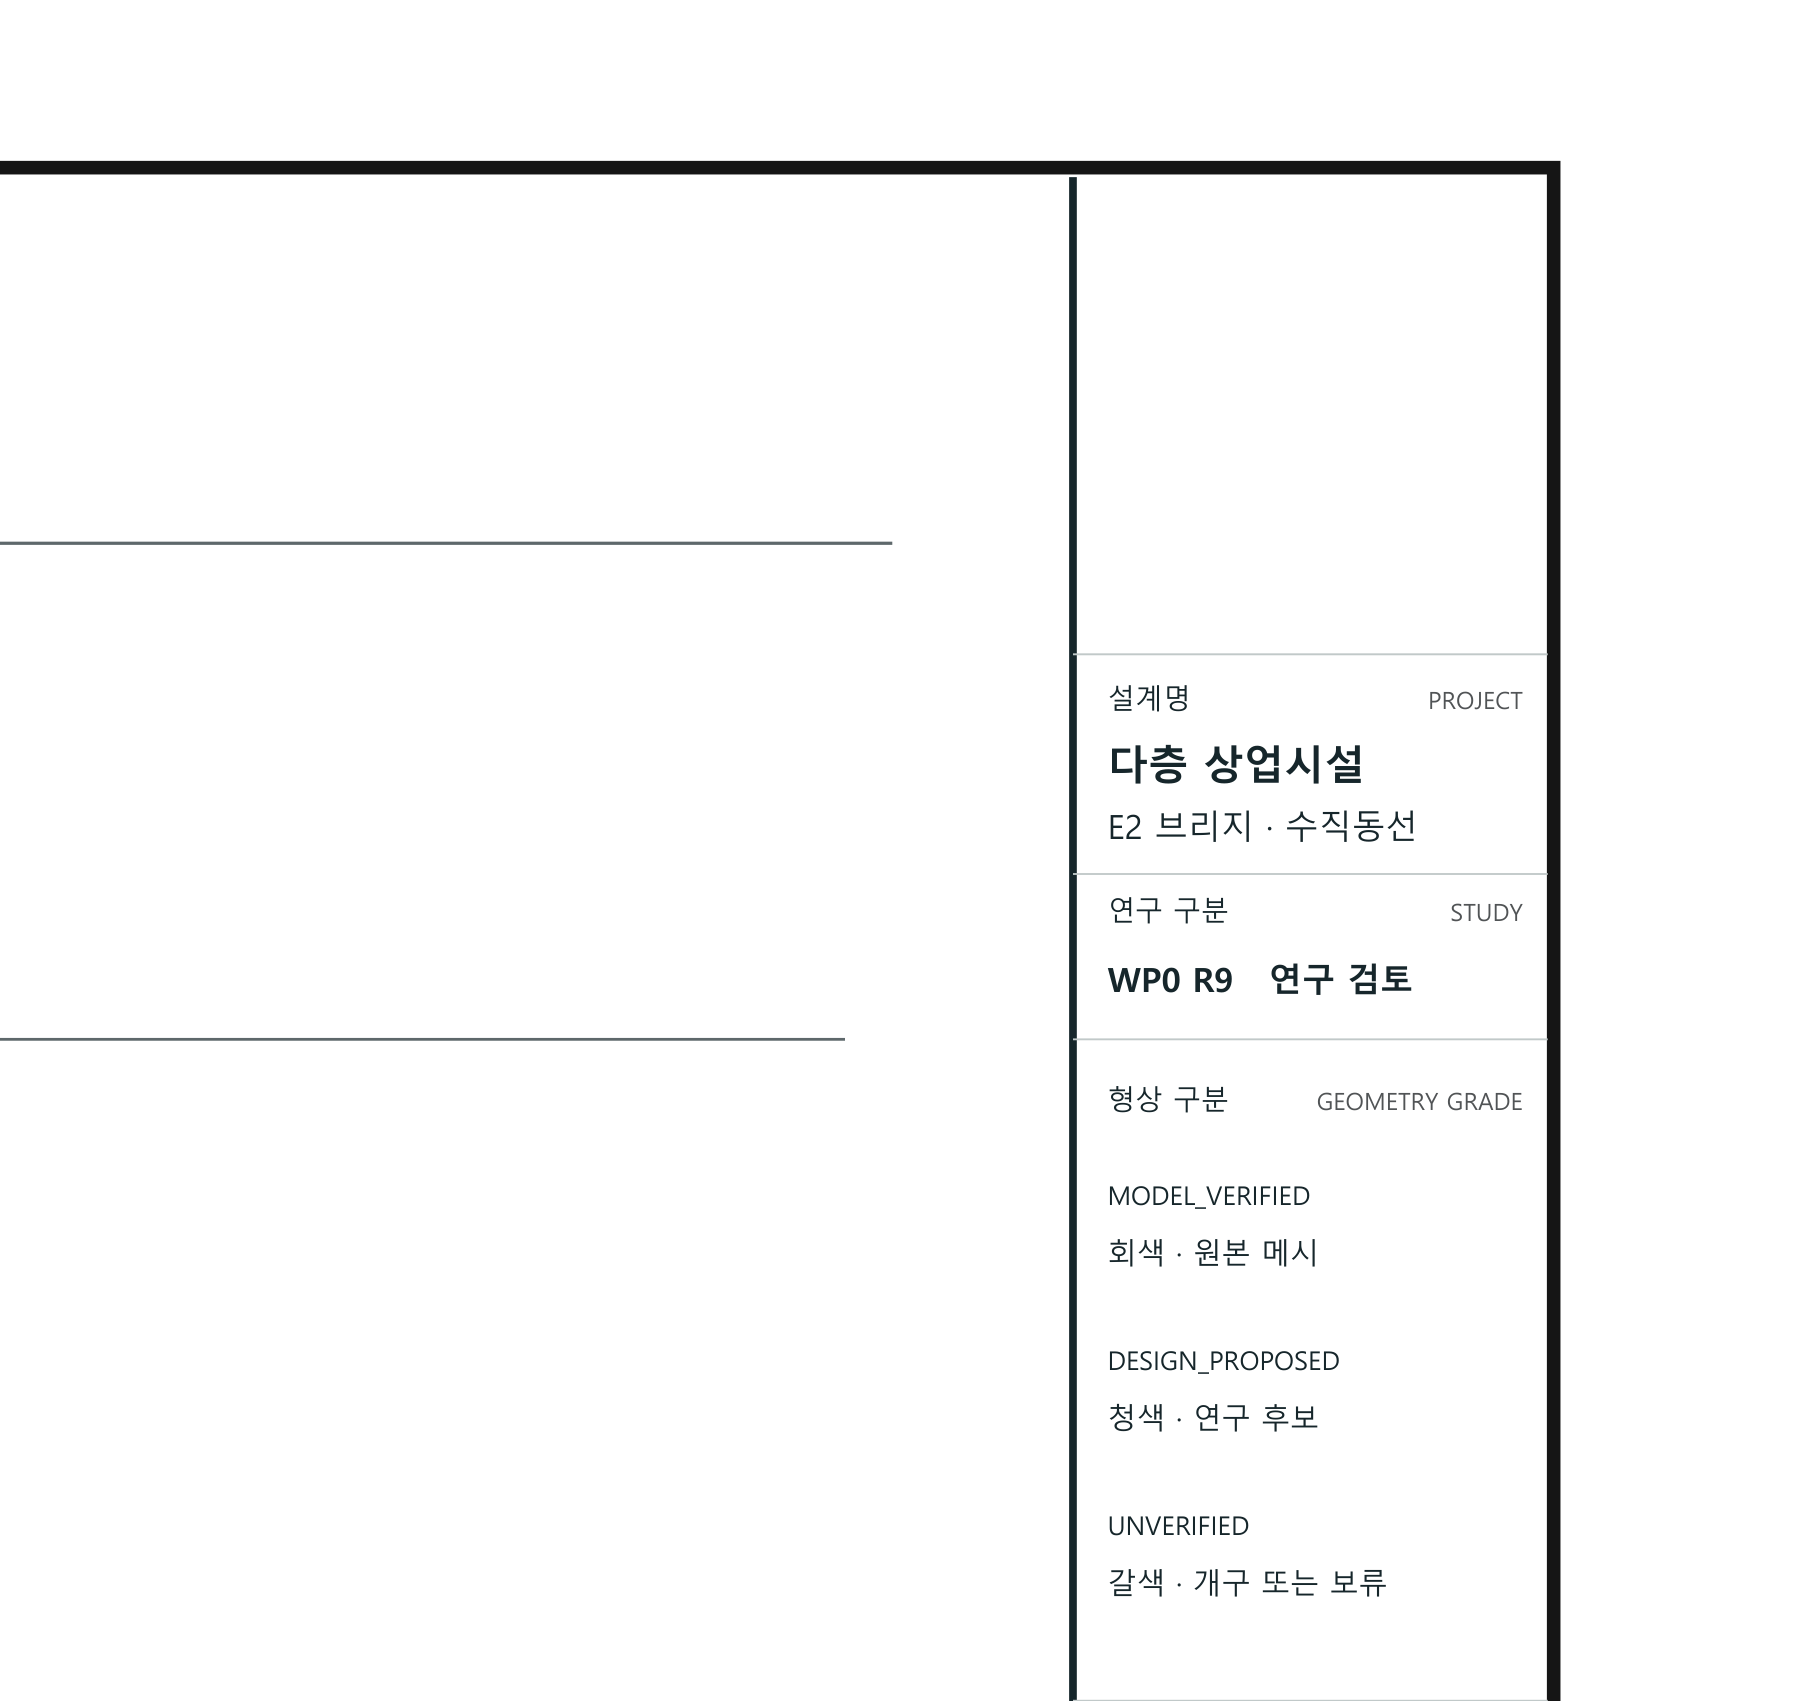 설계명 PROJECT
다층 상업시설
E2 브리지 · 수직동선
연구 구분 STUDY
WP0 R9 연구 검토
형상 구분 GEOMETRY GRADE
MODEL_VERIFIED
회색 · 원본 메시
DESIGN_PROPOSED
청색 · 연구 후보
UNVERIFIED
갈색 · 개구 또는 보류